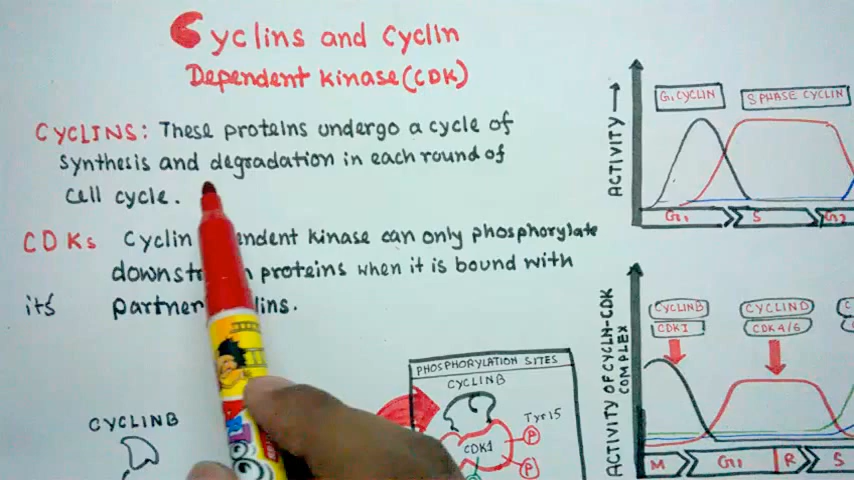 Cyclins and Cyclin
Dependent kinase (CDK)
CYCLINS: These proteins undergo a cycle of
synthesis and degradation in each round of
cell cycle.
CDKs Cyclin endent kinase can only phosphorylate
downstr proteins when it is bound with
its partner lins.
CYCLINB
PHOSPHORYLATION SITES
CYCLINB
Tyr15
CDK1
P
P
ACTIVITY
G1 CYCLIN
S PHASE CYCLIN
G1 S G2
ACTIVITY OF CYCLN-CDK
COMPLEX
CYCLINB CYCLIND
CDK1 CDK4/6
M G1 R S